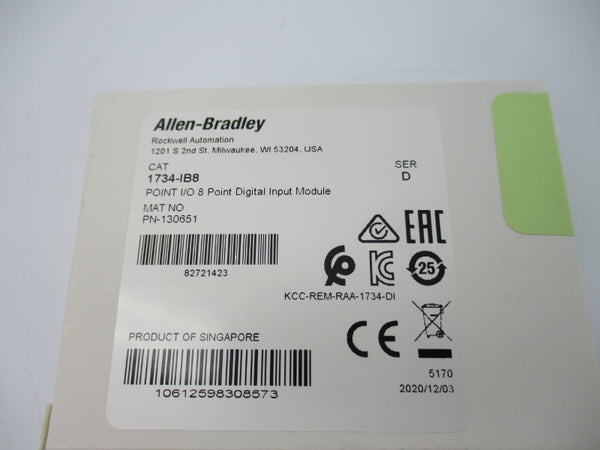 Allen-Bradley
Rockwell Automation
1201 S 2nd St. Milwaukee, WI 53204, USA
CAT
SER
1734-IB8
D
POINT I/O 8 Point Digital Input Module
MAT NO
PN-130651
82721423
EAC
25
KCC-REM-RAA-1734-DI
PRODUCT OF SINGAPORE
CE
5170
2020/12/03
10612598308573